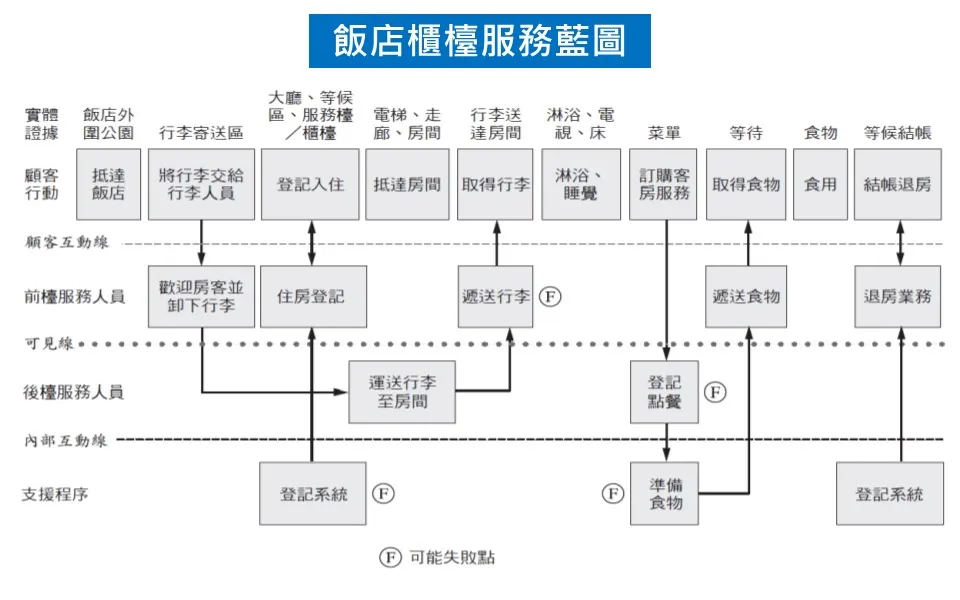 飯店櫃檯服務藍圖
實體
證據
飯店外
圍公園
行李寄送區
大廳、等候
區、服務檯
／櫃檯
電梯、走
廊、房間
行李送
達房間
淋浴、電
視、床
菜單
等待
食物
等候結帳
顧客
行動
抵達
飯店
將行李交給
行李人員
登記入住
抵達房間
取得行李
淋浴、
睡覺
訂購客
房服務
取得食物
食用
結帳退房
顧客互動線
前檯服務人員
歡迎房客並
卸下行李
住房登記
遞送行李
F
遞送食物
退房業務
可見線
後檯服務人員
運送行李
至房間
登記
點餐
F
內部互動線
支援程序
登記系統
F
F
準備
食物
登記系統
F 可能失敗點